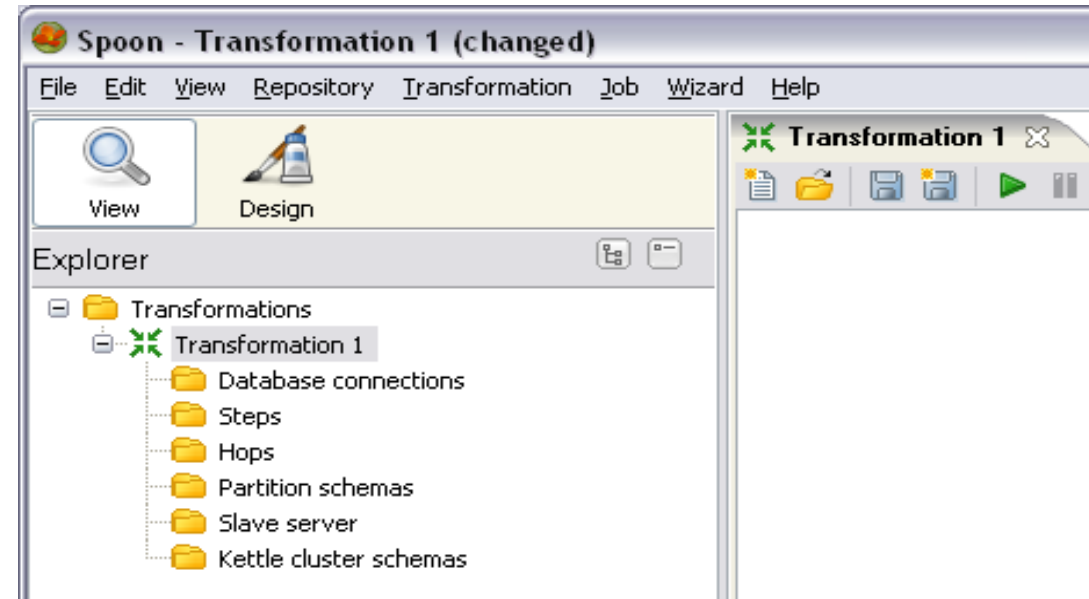 Spoon - Transformation 1 (changed)
File Edit View Repository Transformation Job Wizard Help
View Design
Transformation 1
Explorer
Transformations
Transformation 1
Database connections
Steps
Hops
Partition schemas
Slave server
Kettle cluster schemas